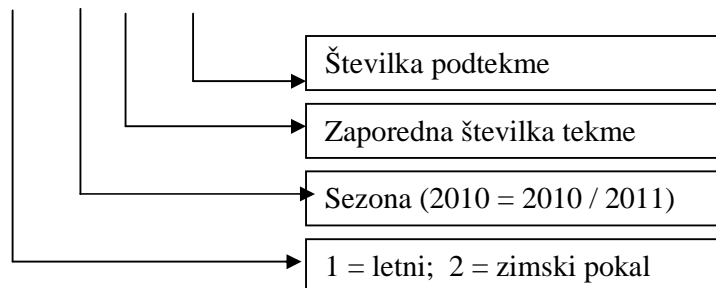 Številka podtekme
Zaporedna številka tekme
Sezona (2010 = 2010 / 2011)
1 = letni; 2 = zimski pokal